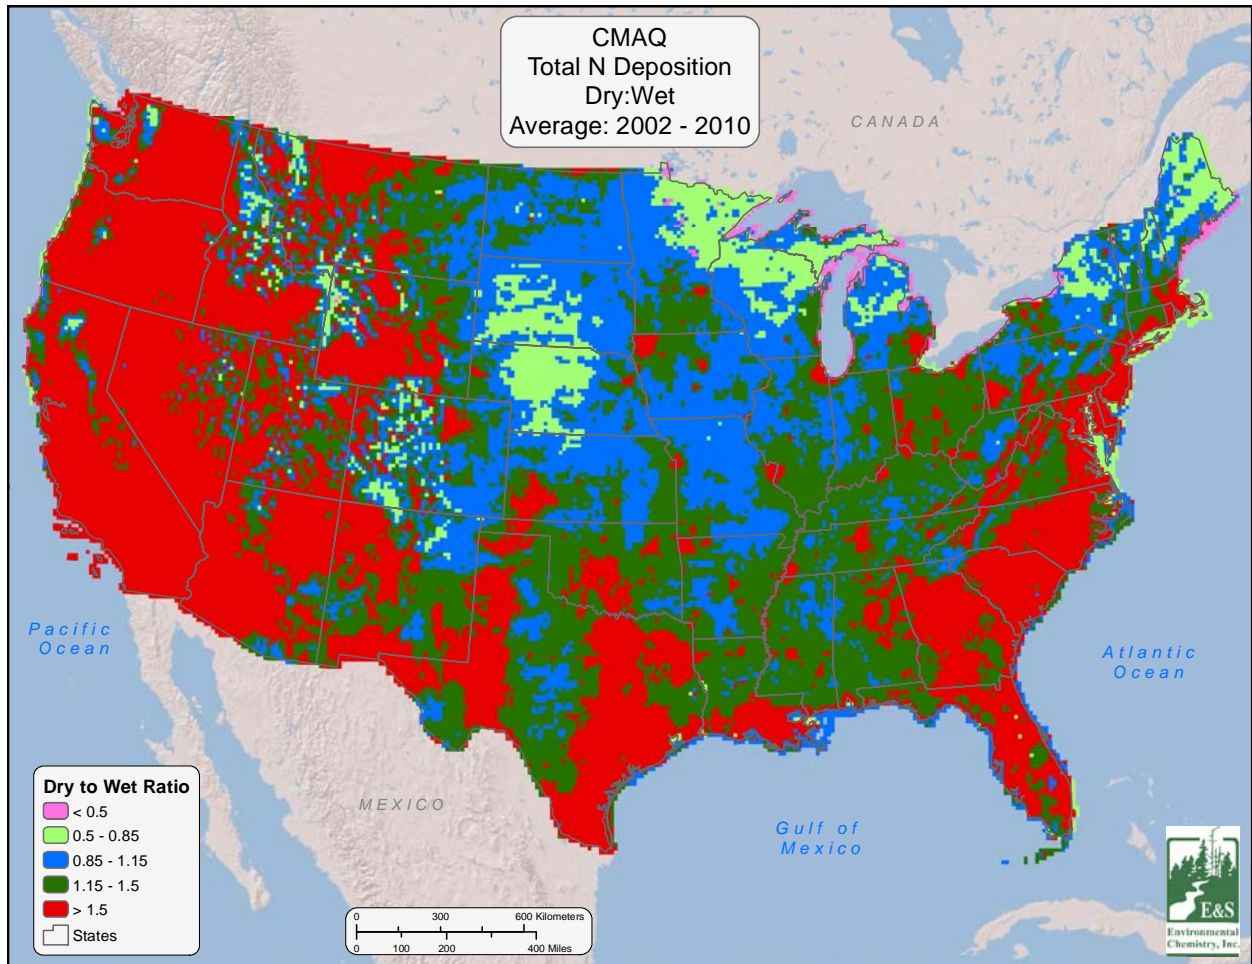 CMAQ
Total N Deposition
Dry:Wet
Average: 2002 - 2010
CANADA
Pacific
Ocean
Atlantic
Ocean
MEXICO
Gulf of
Mexico
Dry to Wet Ratio
< 0.5
0.5 - 0.85
0.85 - 1.15
1.15 - 1.5
> 1.5
States
0 300 600 Kilometers
0 100 200 400 Miles
E&S
Environmental
Chemistry, Inc.